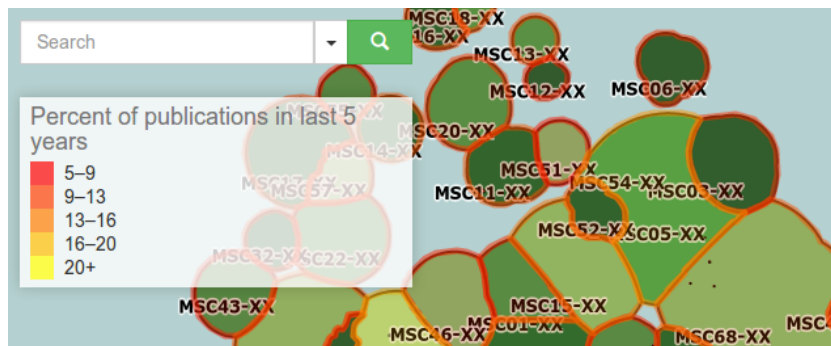 MSC18-XX
16-XX
Search
MSC13-XX
MSC12-XX
MSC06-XX
Percent of publications in last 5
years
MSC20-XX
MSC14-XX
5–9
9–13
13–16
16–20
20+
MSC51-XX
MSC57-XX
MSC54-XX
MSC03-XX
MSC11-XX
MSC52-XX
SC05-XX
MSC32-XX
SC22-XX
MSC43-XX
MSC15-XX
MSC01-XX
MSC46-XX
MSC68-XX
MSC